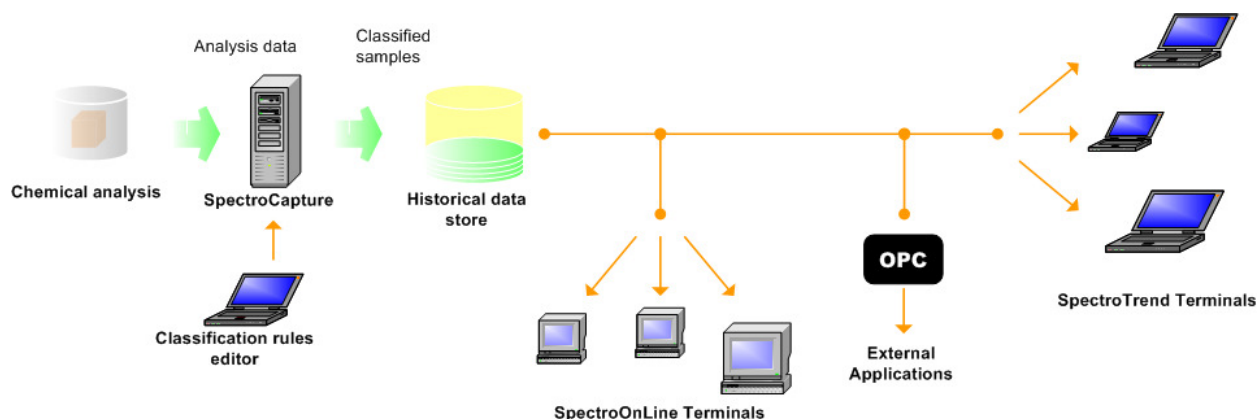 Analysis data
Classified
samples
Chemical analysis
SpectroCapture
Historical data
store
Classification rules
editor
OPC
External
Applications
SpectroOnLine Terminals
SpectroTrend Terminals